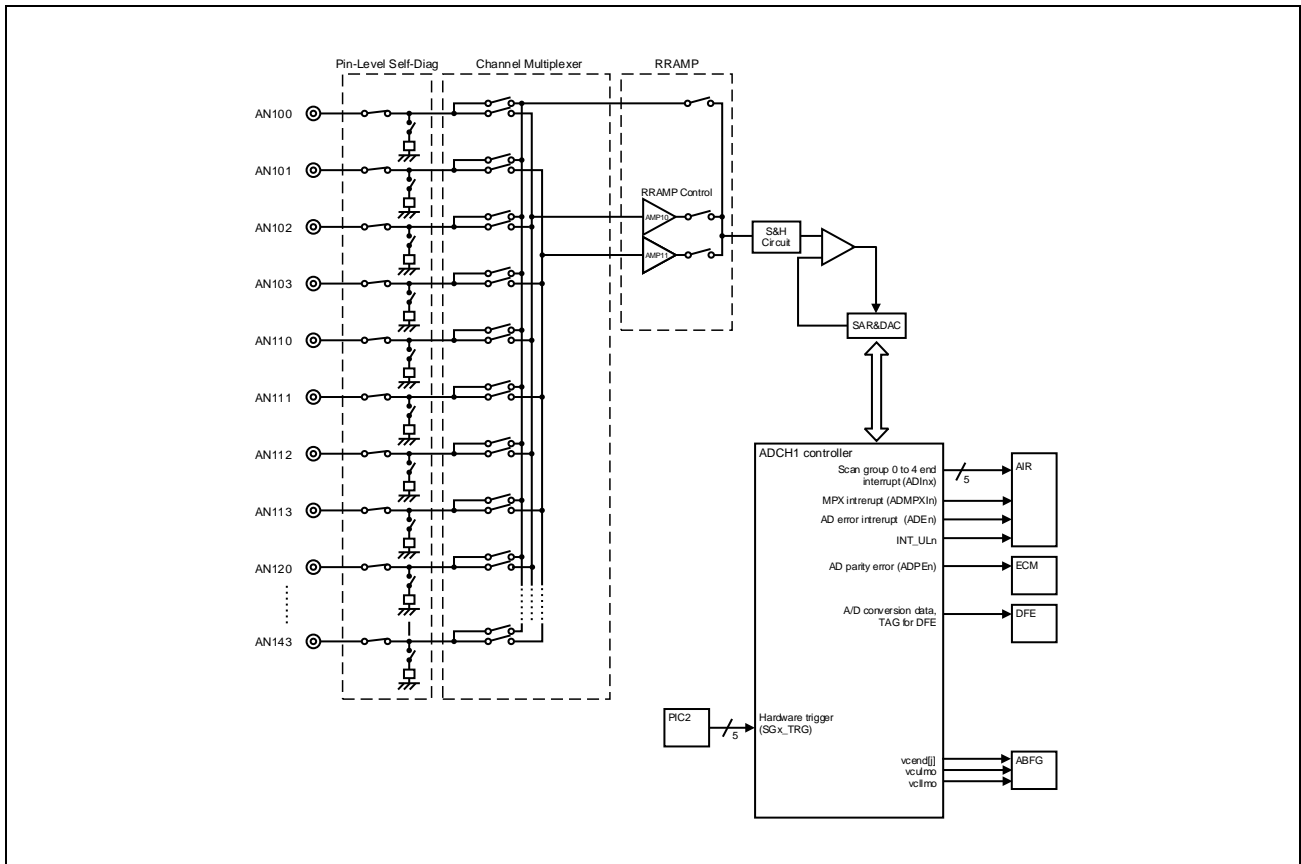 Pin-Level Self-Diag
Channel Multiplexer
RRAMP
AN100
AN101
AN102
AN103
AN110
AN111
AN112
AN113
AN120
AN143
RRAMP Control
AMP10
AMP11
S&H
Circuit
SAR&DAC
ADCH1 controller
Scan group 0 to 4 end
interrupt (ADInx)
5
AIR
MPX intrerupt (ADMPXIn)
AD error intrerupt (ADEn)
INT_ULn
AD parity error (ADPEn)
ECM
A/D conversion data,
TAG for DFE
DFE
PIC2
5
Hardware trigger
(SGx_TRG)
vcend[j]
vculmo
vcllmo
ABFG